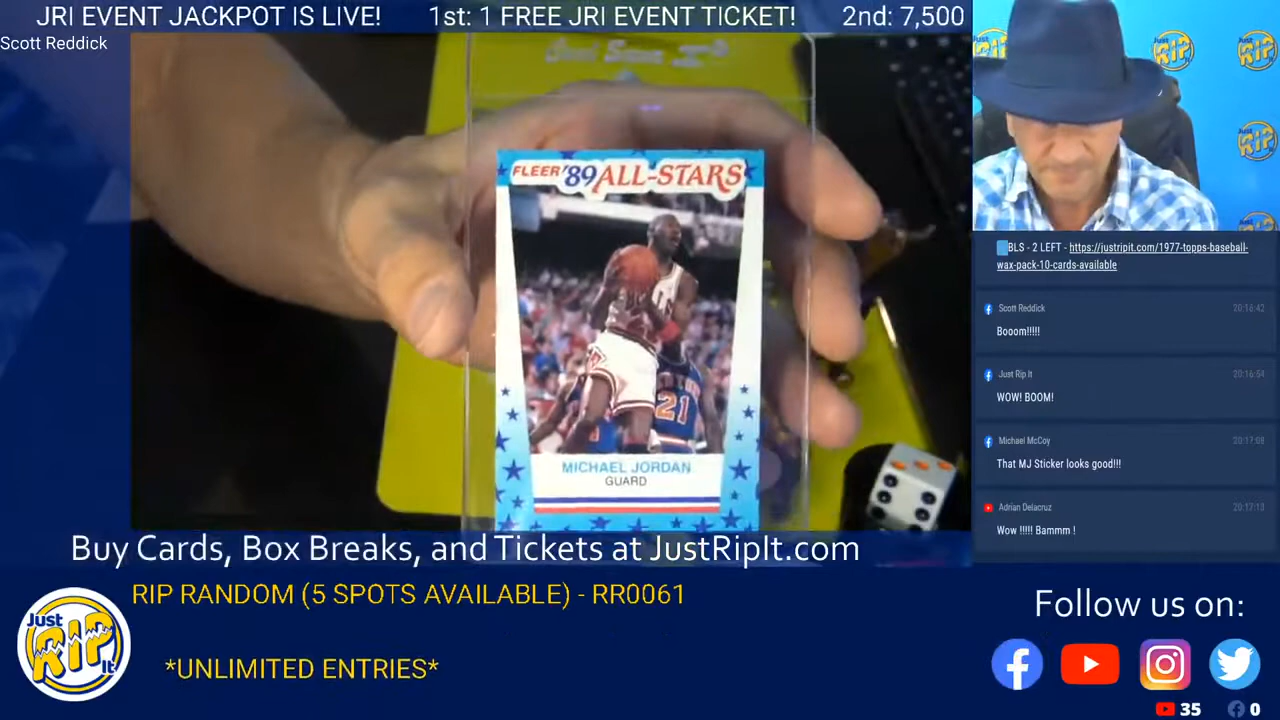 JRI EVENT JACKPOT IS LIVE! 1st: 1 FREE JRI EVENT TICKET! 2nd: 7,500
Scott Reddick
FLEER '89 ALL-STARS
21
MICHAEL JORDAN
GUARD
Just
RIP
It
BLS - 2 LEFT - https://justripit.com/1977-topps-baseball-
wax-pack-10-cards-available
Scott Reddick 20:16:42
Booom!!!!!
Just Rip It 20:16:54
WOW! BOOM!
Michael McCoy 20:17:08
That MJ Sticker looks good!!!
Adrian Delacruz 20:17:13
Wow !!!!! Bammm !
Buy Cards, Box Breaks, and Tickets at JustRipIt.com
RIP RANDOM (5 SPOTS AVAILABLE) - RR0061
*UNLIMITED ENTRIES*
Just
RIP
It
Follow us on:
35 0